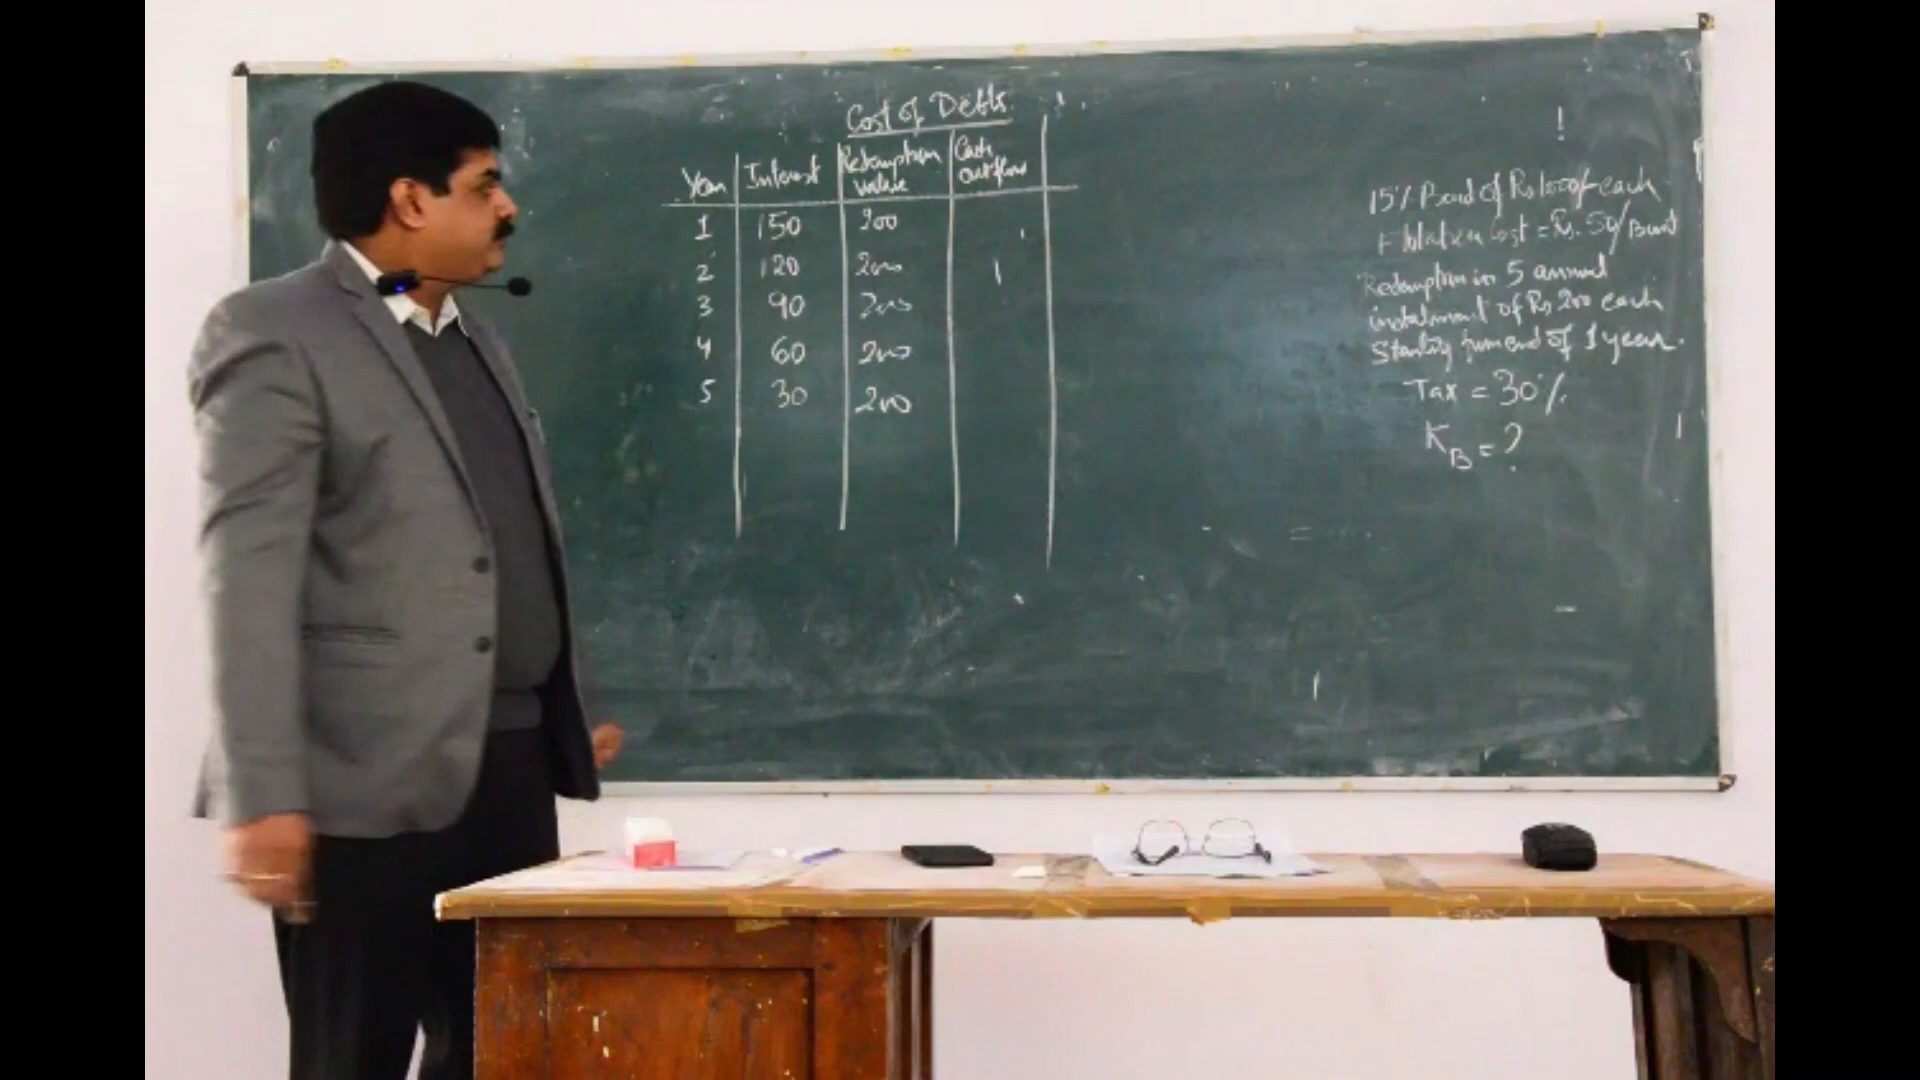 Cost of Debt
Year Interest Redemption value Cash outflow
1 150 200
2 120 200
3 90 200
4 60 200
5 30 200
15% Bond of Rs 1000/- each
Flotation Cost = Rs. 50/Bond
Redemption in 5 annual
instalment of Rs 200 each
Starting from end of 1 year.
Tax = 30%
KB = ?